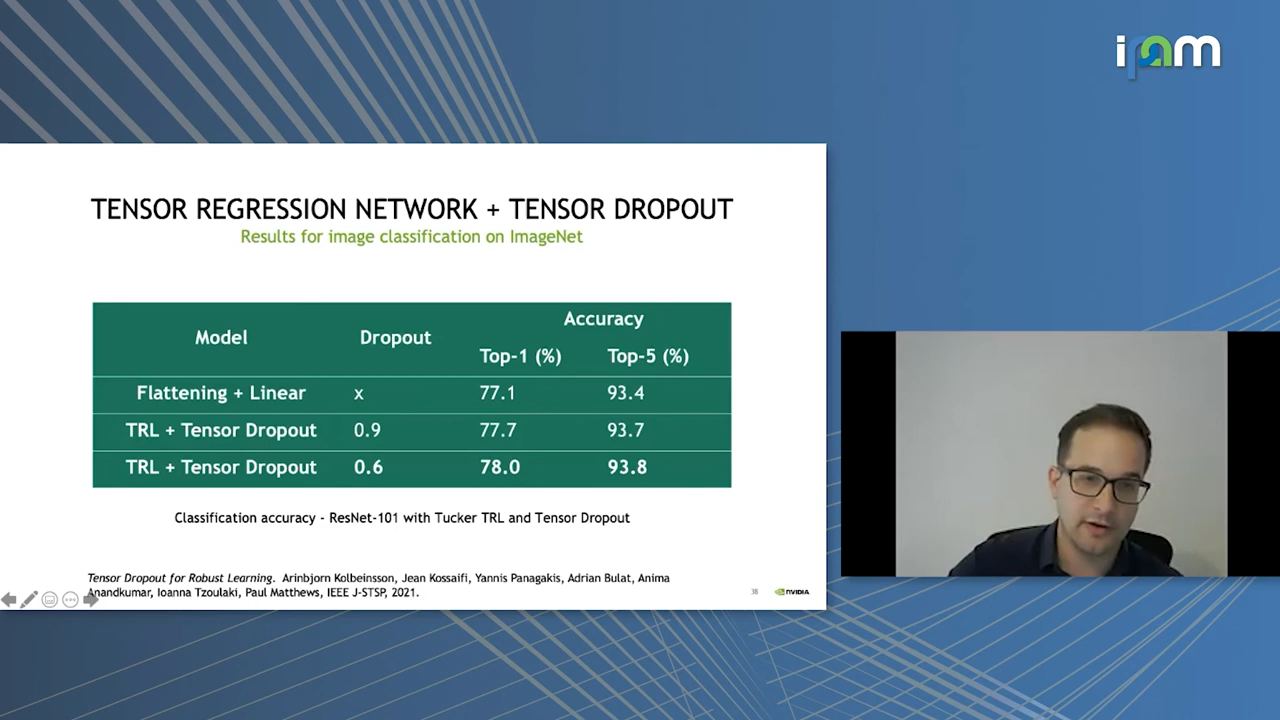 ipam
TENSOR REGRESSION NETWORK + TENSOR DROPOUT
Results for image classification on ImageNet
Model Dropout Accuracy
Top-1 (%) Top-5 (%)
Flattening + Linear x 77.1 93.4
TRL + Tensor Dropout 0.9 77.7 93.7
TRL + Tensor Dropout 0.6 78.0 93.8
Classification accuracy - ResNet-101 with Tucker TRL and Tensor Dropout
Tensor Dropout for Robust Learning. Arinbjorn Kolbeinsson, Jean Kossaifi, Yannis Panagakis, Adrian Bulat, Anima
Anandkumar, Ioanna Tzoulaki, Paul Matthews, IEEE J-STSP, 2021.
38 NVIDIA